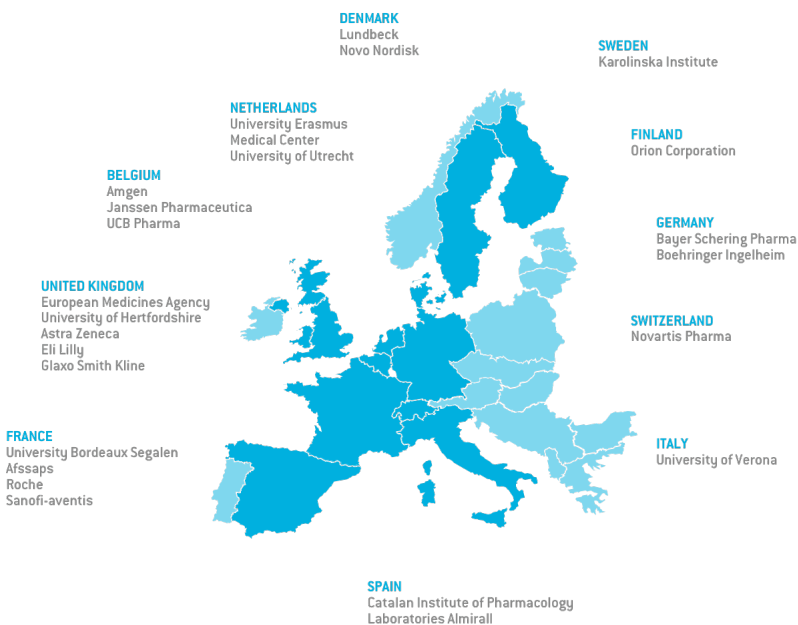 DENMARK
Lundbeck
Novo Nordisk
SWEDEN
Karolinska Institute
NETHERLANDS
University Erasmus
Medical Center
University of Utrecht
FINLAND
Orion Corporation
BELGIUM
Amgen
Janssen Pharmaceutica
UCB Pharma
GERMANY
Bayer Schering Pharma
Boehringer Ingelheim
UNITED KINGDOM
European Medicines Agency
University of Hertfordshire
Astra Zeneca
Eli Lilly
Glaxo Smith Kline
SWITZERLAND
Novartis Pharma
FRANCE
University Bordeaux Segalen
Afssaps
Roche
Sanofi-aventis
ITALY
University of Verona
SPAIN
Catalan Institute of Pharmacology
Laboratories Almirall